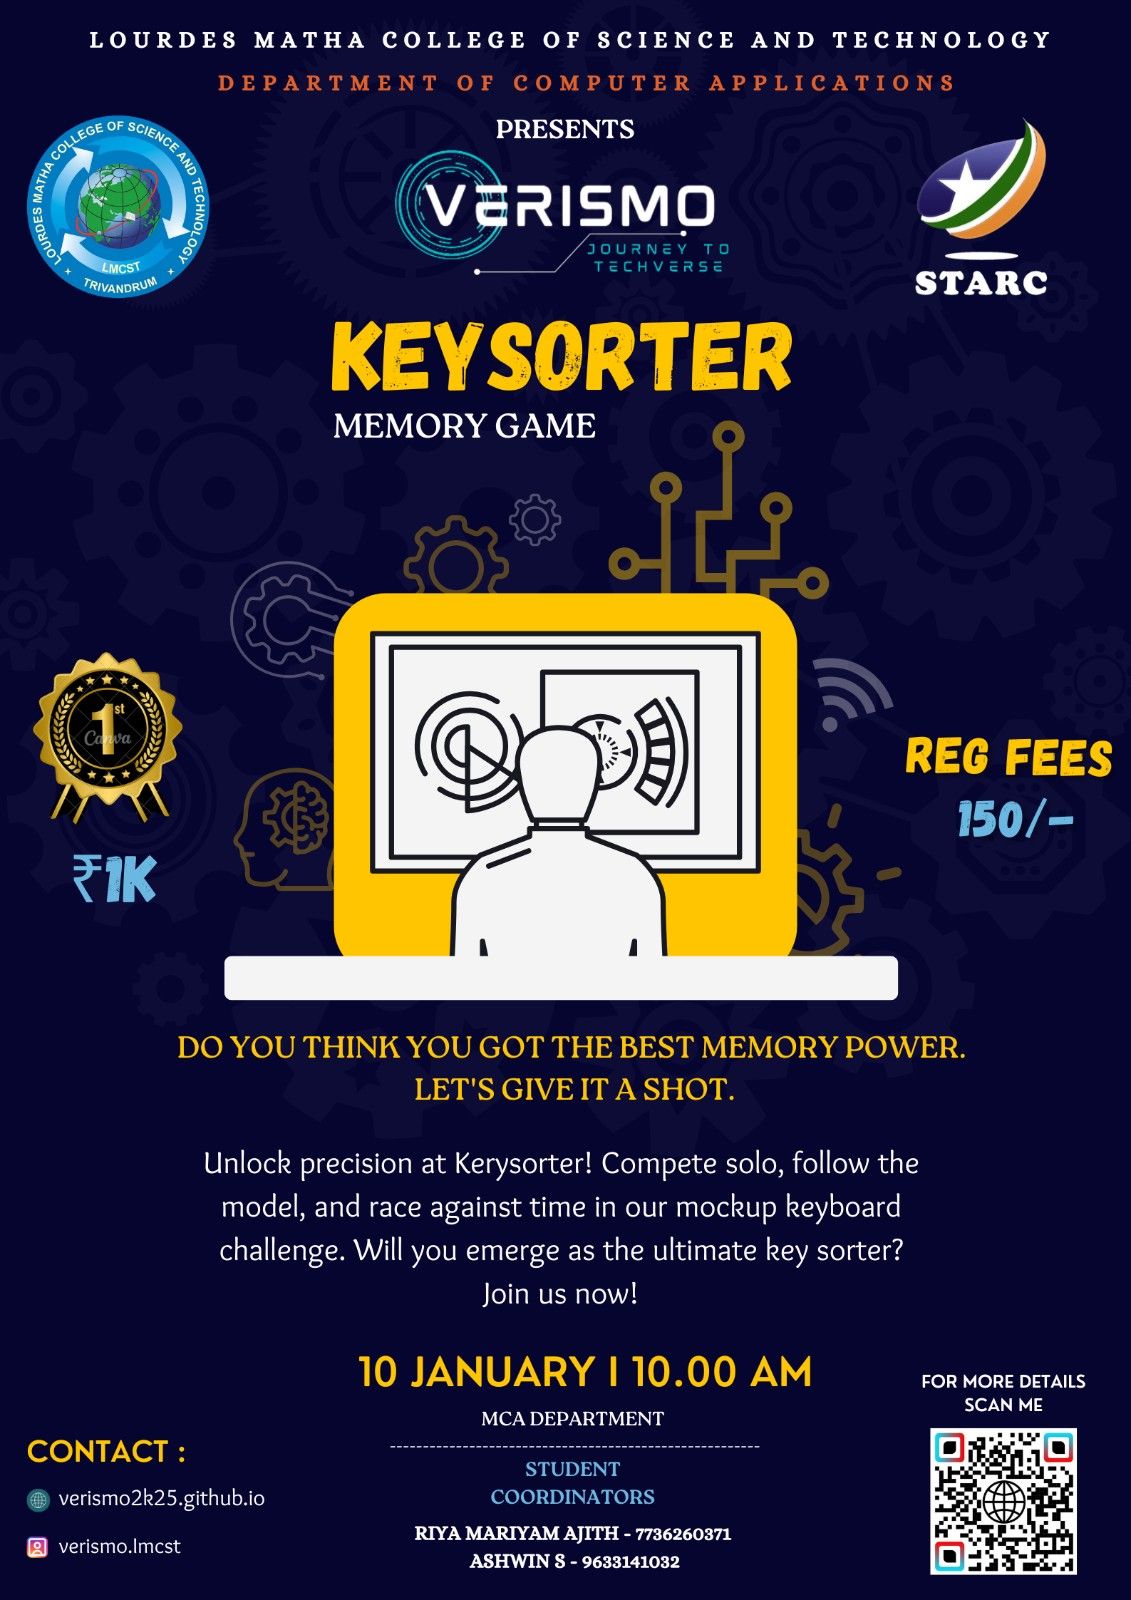 LOURDES MATHA COLLEGE OF SCIENCE AND TECHNOLOGY
DEPARTMENT OF COMPUTER APPLICATIONS
PRESENTS
LOURDES MATHA COLLEGE OF SCIENCE AND TECHNOLOGY
LMCST
TRIVANDRUM
VERISMO
JOURNEY TO
TECHVERSE
STARC
KEYSORTER
MEMORY GAME
1st
Canva
₹1K
REG FEES
150/-
DO YOU THINK YOU GOT THE BEST MEMORY POWER.
LET'S GIVE IT A SHOT.
Unlock precision at Kerysorter! Compete solo, follow the
model, and race against time in our mockup keyboard
challenge. Will you emerge as the ultimate key sorter?
Join us now!
10 JANUARY I 10.00 AM
MCA DEPARTMENT
--------------------------------------------------------
STUDENT
COORDINATORS
RIYA MARIYAM AJITH - 7736260371
ASHWIN S - 9633141032
CONTACT :
verismo2k25.github.io
verismo.lmcst
FOR MORE DETAILS
SCAN ME